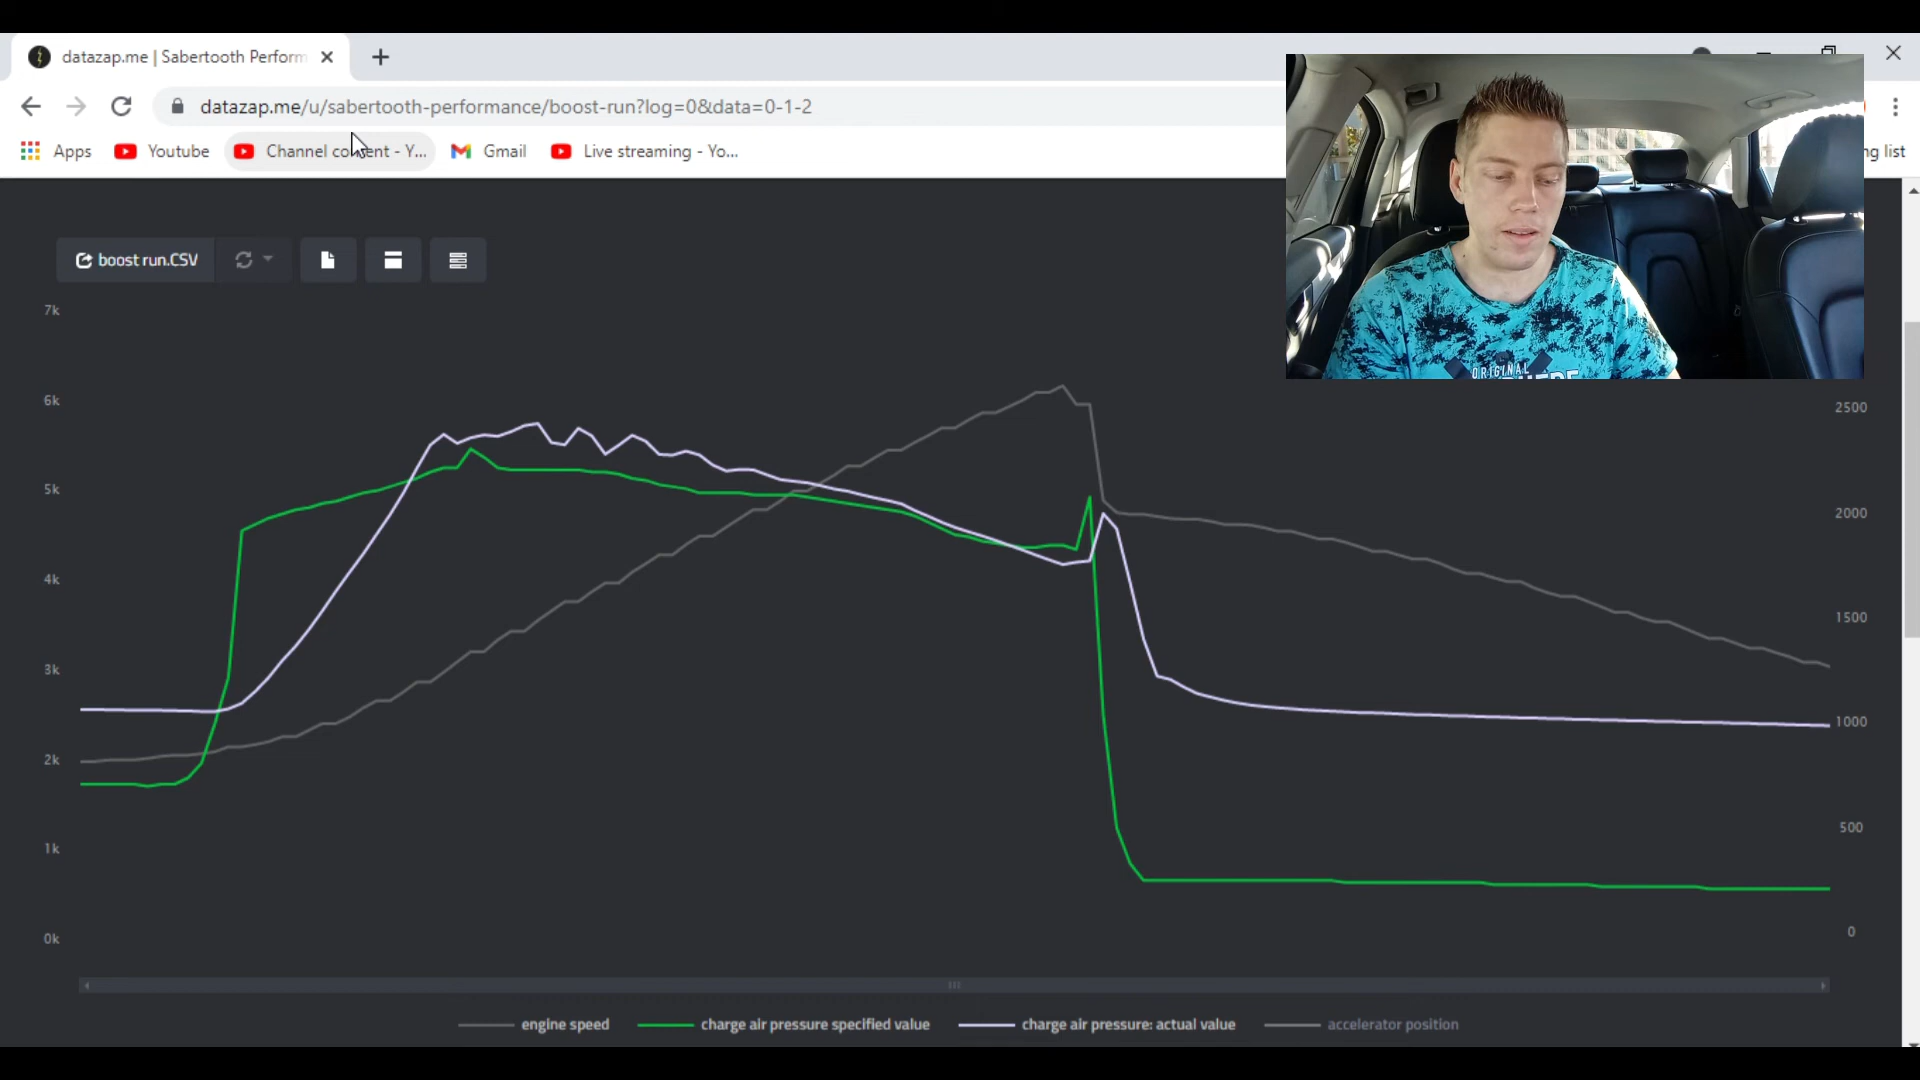 datazap.me | Sabertooth Perform
datazap.me/u/sabertooth-performance/boost-run?log=0&data=0-1-2
Apps
Youtube
Channel content - Y...
Gmail
Live streaming - Yo...
ng list
boost run.CSV
7k
6k
5k
4k
3k
2k
1k
0k
2500
2000
1500
1000
500
0
ORIGINAL
engine speed
charge air pressure specified value
charge air pressure: actual value
accelerator position